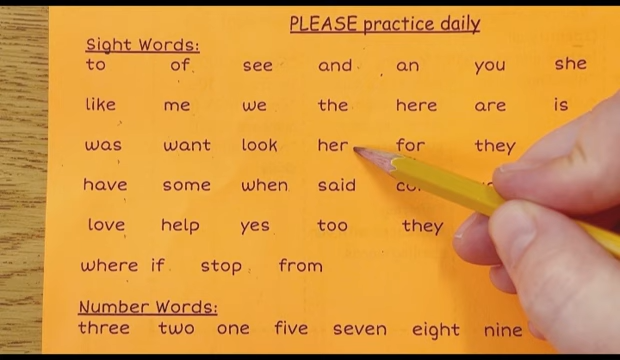 PLEASE practice daily
Sight Words:
to of see and an you she
like me we the here are is
was want look her for they
have some when said
love help yes too they
where if stop from
Number Words:
three two one five seven eight nine